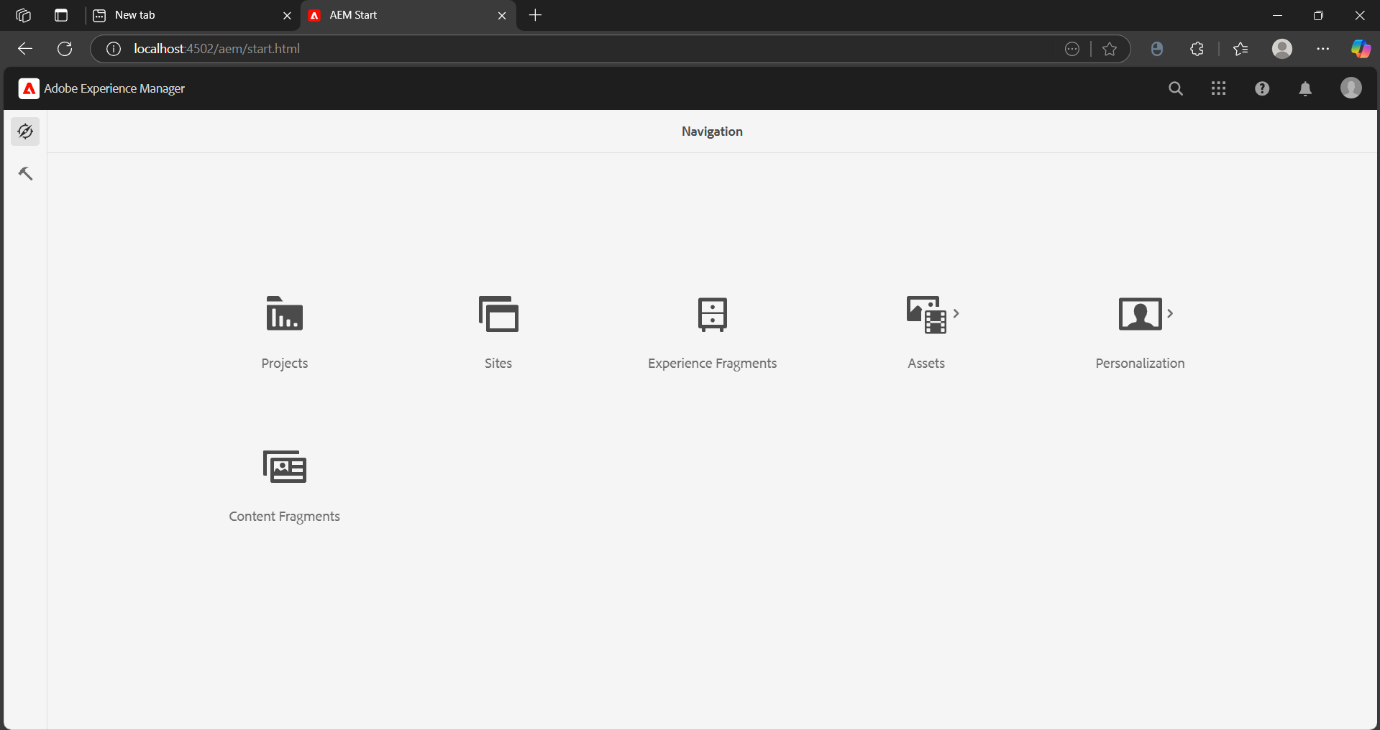 New tab
AEM Start
localhost:4502/aem/start.html
Adobe Experience Manager
Navigation
Projects
Sites
Experience Fragments
Assets
Personalization
Content Fragments